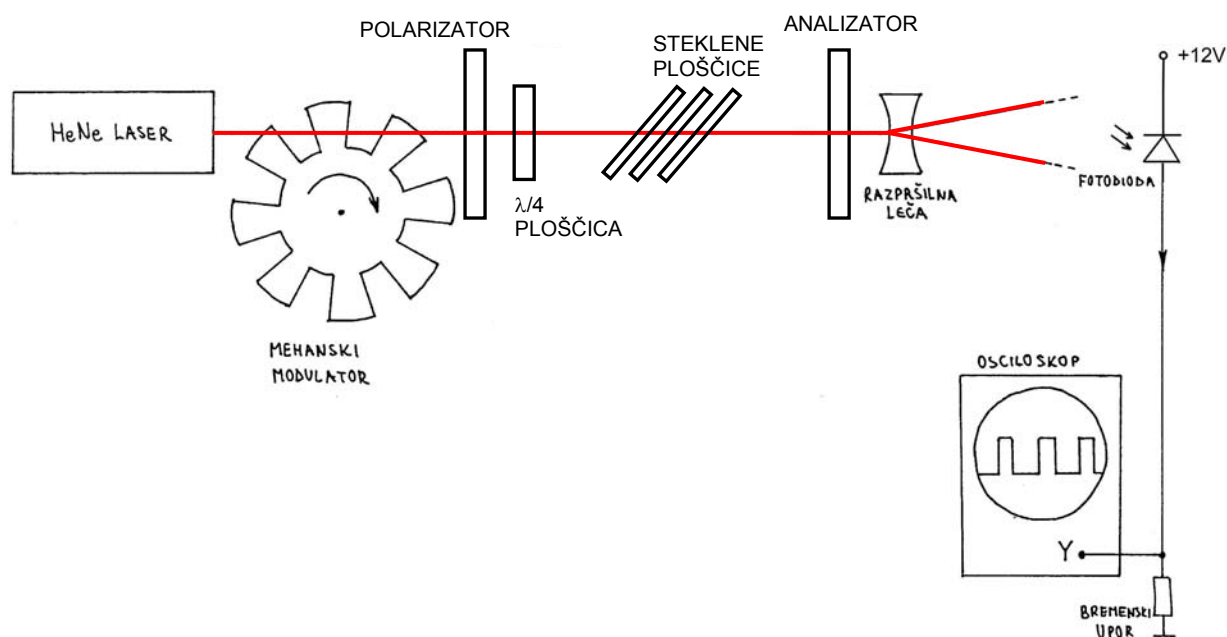 POLARIZATOR
STEKLENE
PLOŠČICE
ANALIZATOR
+12V
HeNe LASER
λ/4
PLOŠČICA
RAZPRŠILNA
LEČA
FOTODIODA
MEHANSKI
MODULATOR
OSCILOSKOP
Y
BREMENSKI
UPOR